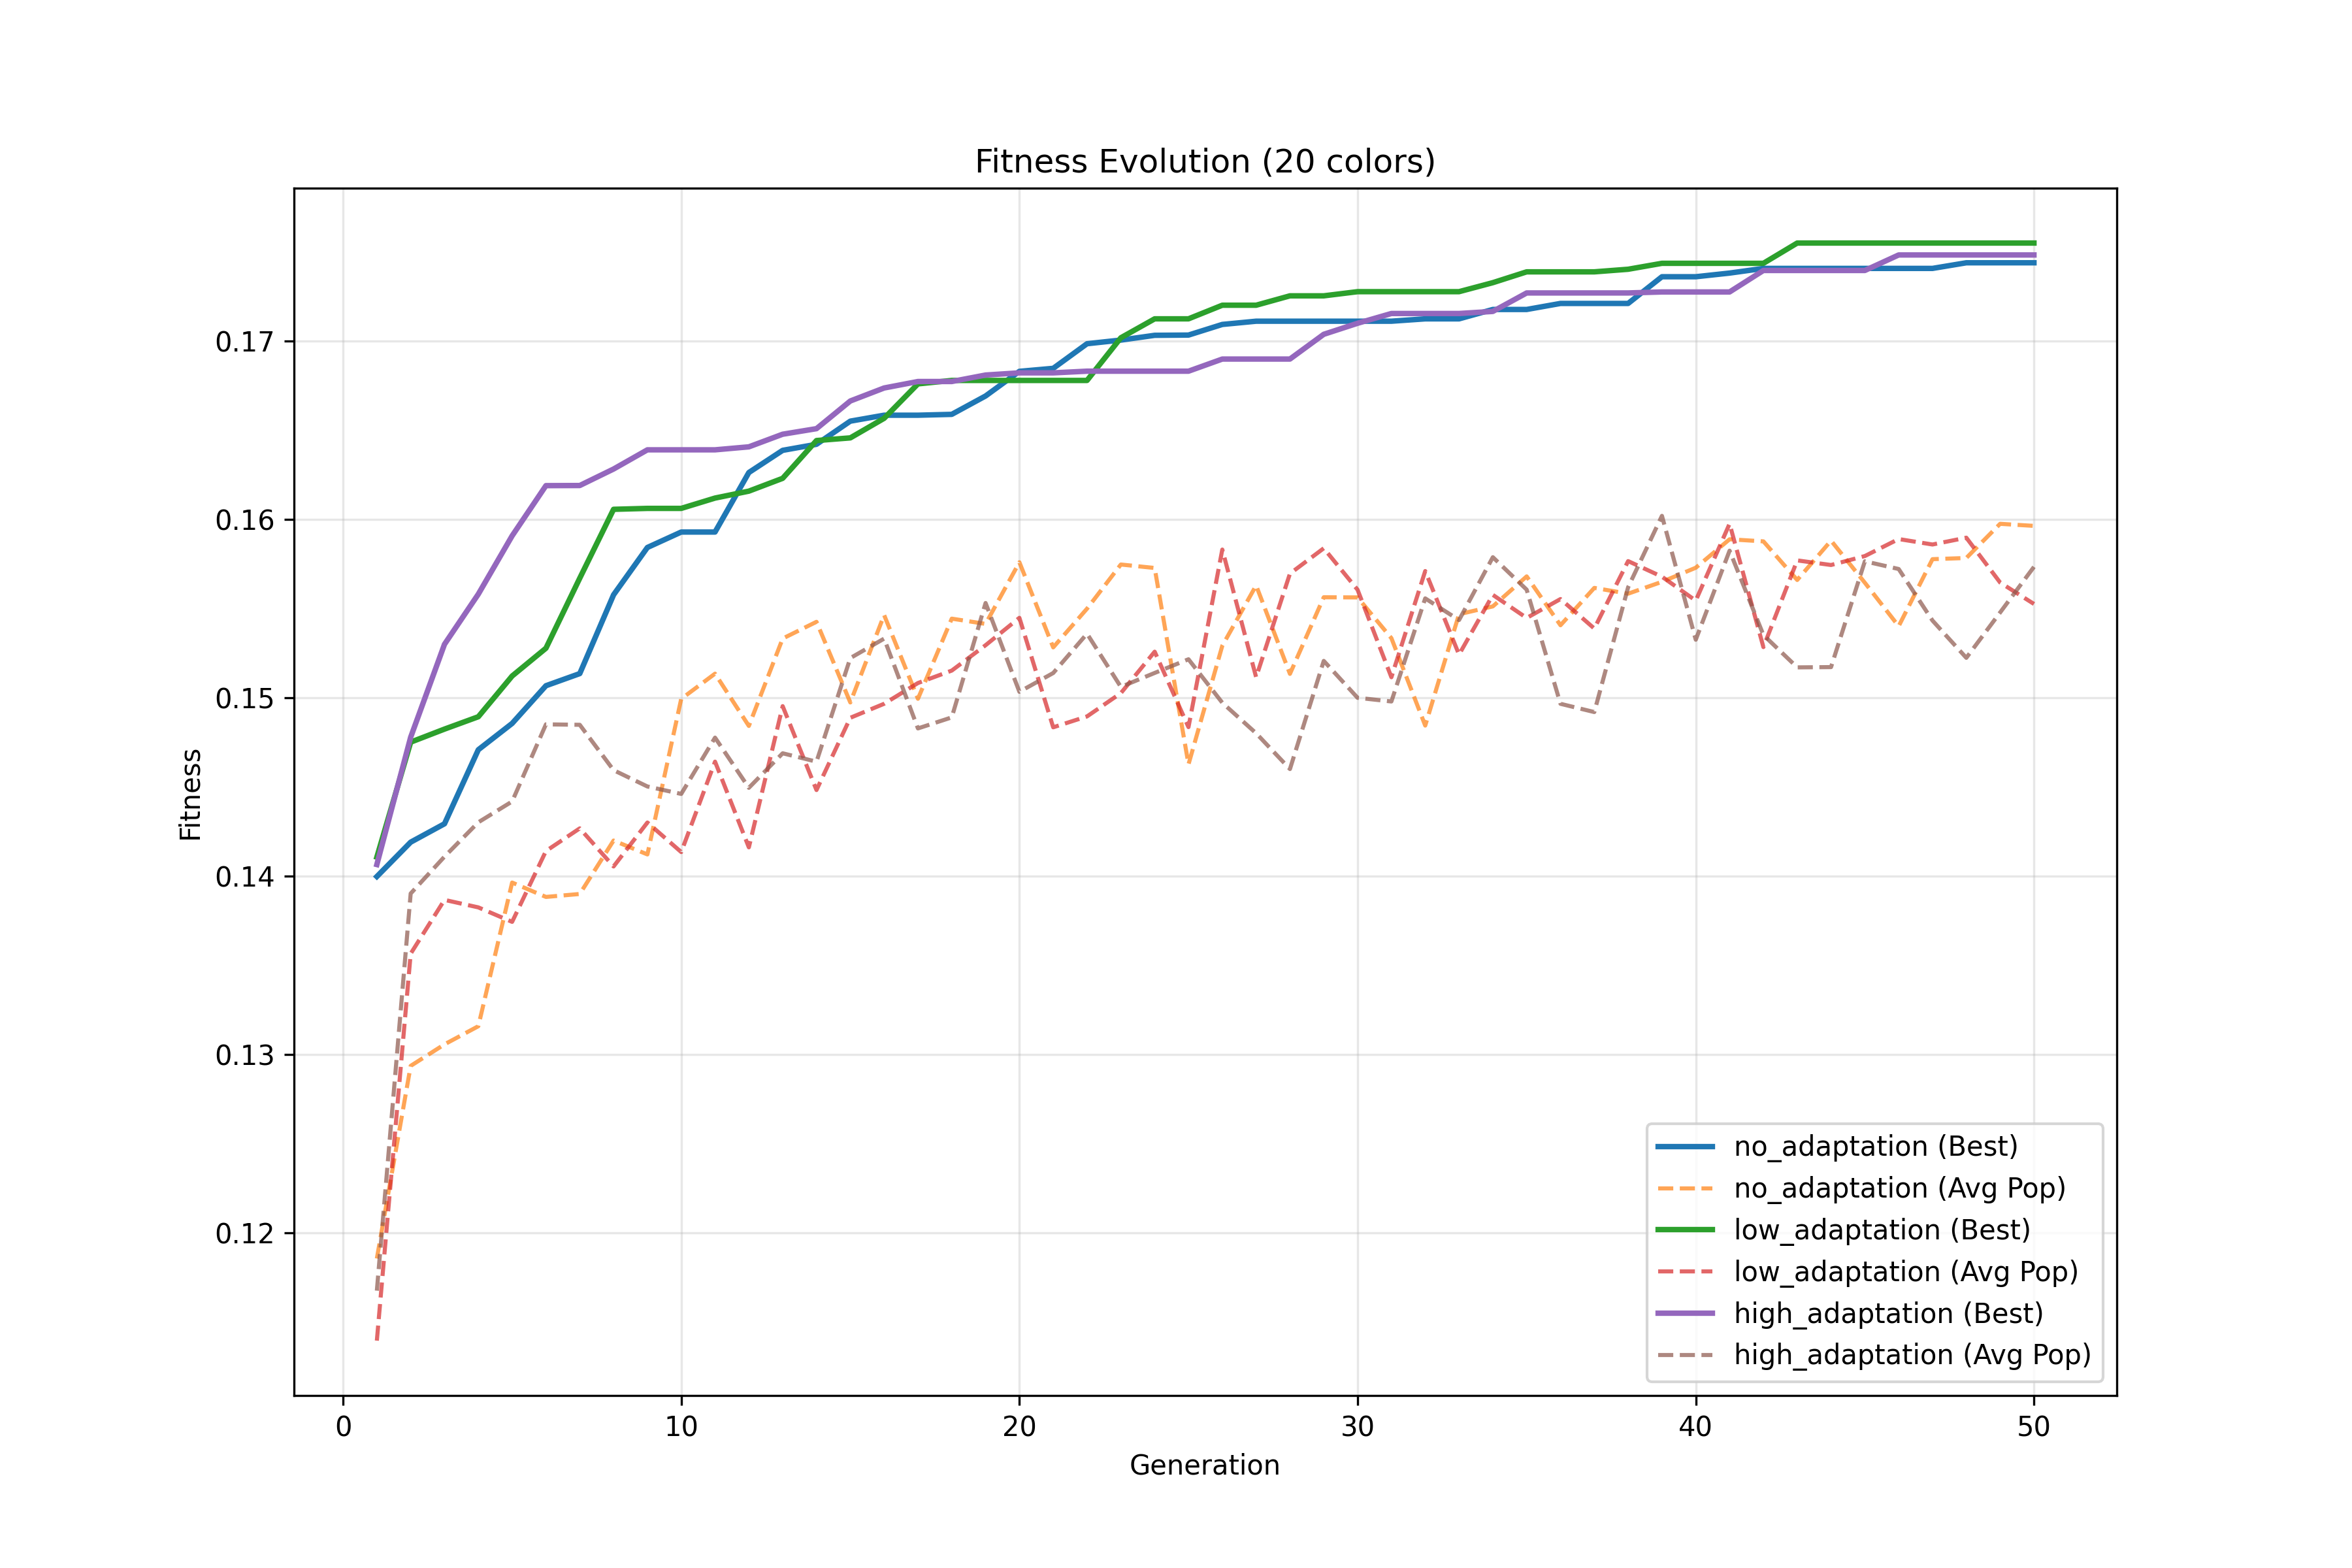 Fitness Evolution (20 colors)
Fitness
0.17
0.16
0.15
0.14
0.13
0.12
0
10
20
30
40
50
Generation
no_adaptation (Best)
no_adaptation (Avg Pop)
low_adaptation (Best)
low_adaptation (Avg Pop)
high_adaptation (Best)
high_adaptation (Avg Pop)